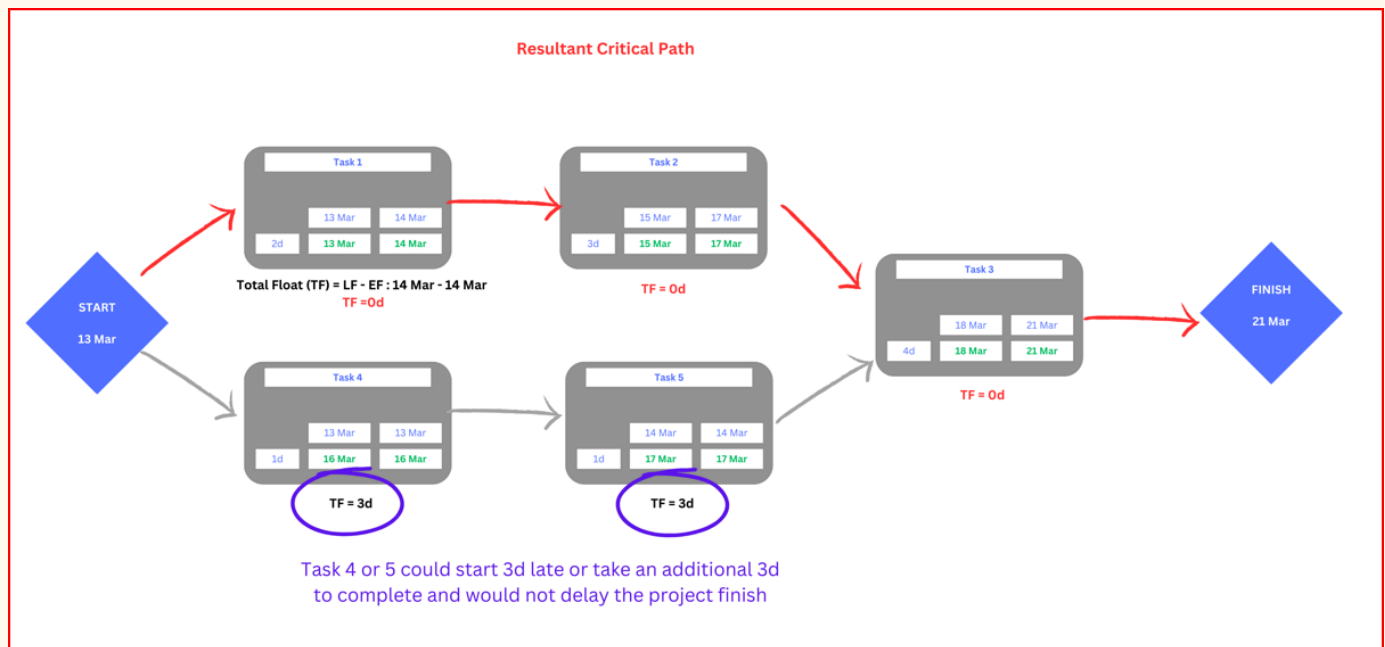 Resultant Critical Path
START
13 Mar
Task 1
13 Mar 14 Mar
2d 13 Mar 14 Mar
Total Float (TF) = LF - EF : 14 Mar - 14 Mar
TF =0d
Task 2
15 Mar 17 Mar
3d 15 Mar 17 Mar
TF = 0d
Task 3
18 Mar 21 Mar
4d 18 Mar 21 Mar
TF = 0d
FINISH
21 Mar
Task 4
13 Mar 13 Mar
1d 16 Mar 16 Mar
TF = 3d
Task 5
14 Mar 14 Mar
1d 17 Mar 17 Mar
TF = 3d
Task 4 or 5 could start 3d late or take an additional 3d
to complete and would not delay the project finish